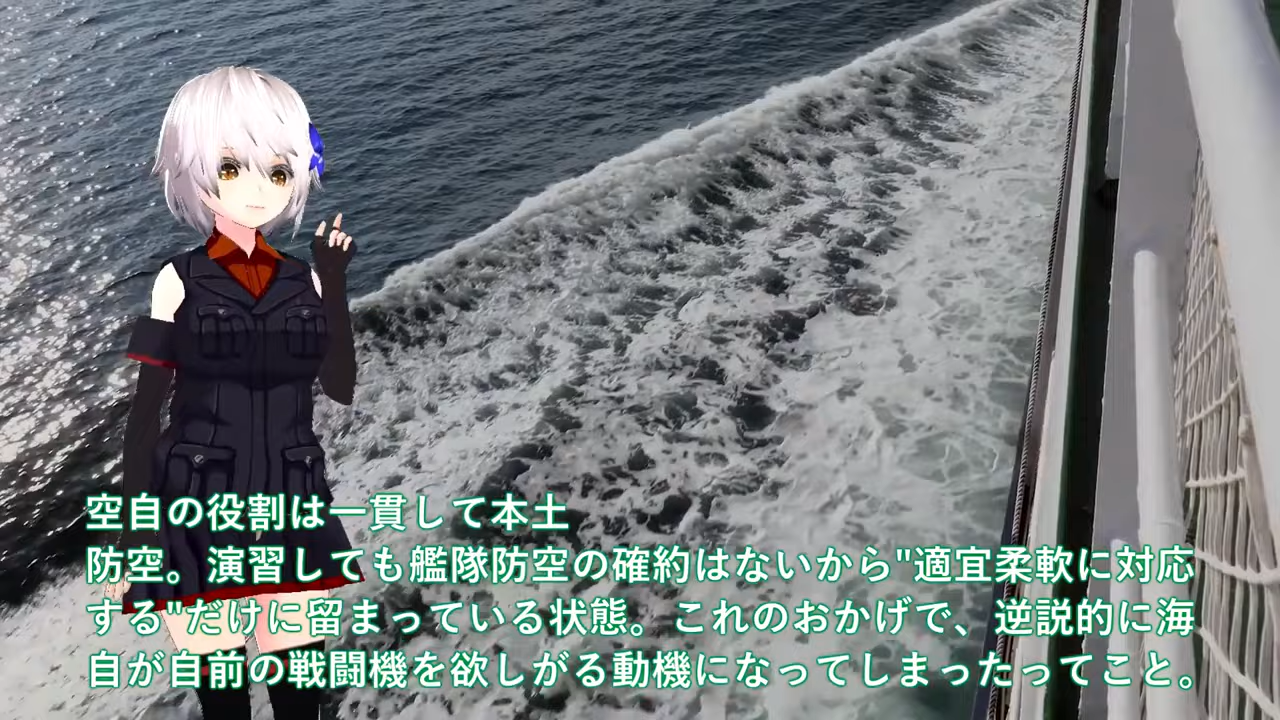 空自の役割は一貫して本土
防空。演習しても艦隊防空の確約はないから"適宜柔軟に対応
する"だけに留まっている状態。これのおかげで、逆説的に海
自が自前の戦闘機を欲しがる動機になってしまったってこと。